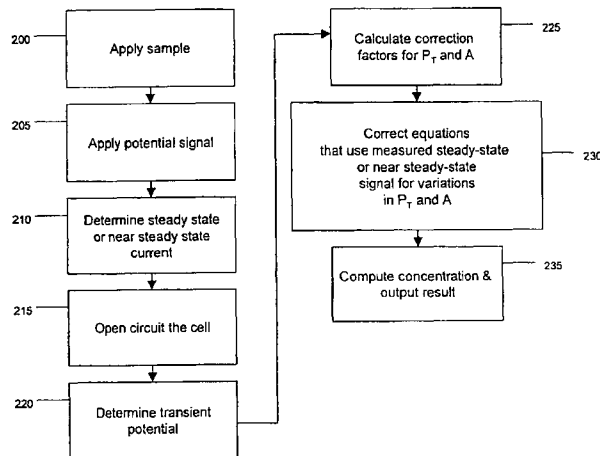 200
Apply sample
205
Apply potential signal
210
Determine steady state
or near steady state
current
215
Open circuit the cell
220
Determine transient
potential
225
Calculate correction
factors for PT and A
230
Correct equations
that use measured steady-state
or near steady-state
signal for variations
in PT and A
235
Compute concentration &
output result